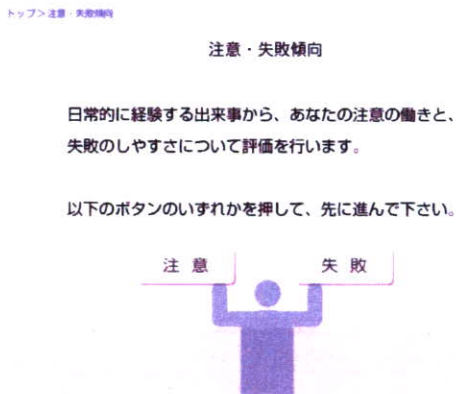 トップ＞注意・失敗傾向
注意・失敗傾向
日常的に経験する出来事から、あなたの注意の働きと、
失敗のしやすさについて評価を行います。
以下のボタンのいずれかを押して、先に進んで下さい。
注 意
失 敗